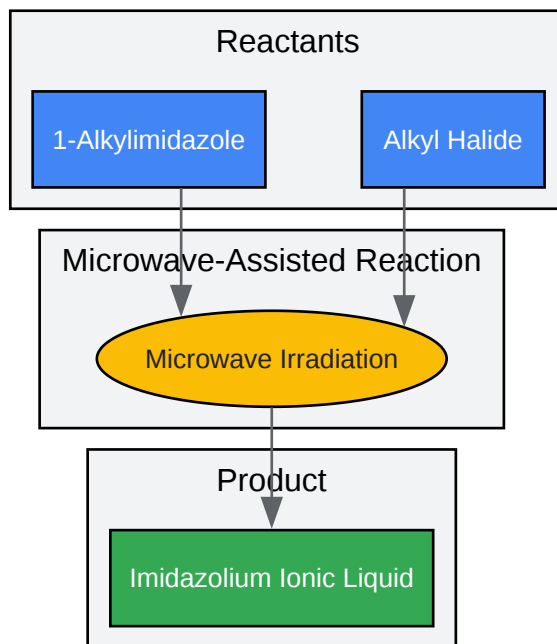 Reactants
1-Alkylimidazole
Alkyl Halide
Microwave-Assisted Reaction
Microwave Irradiation
Product
Imidazolium Ionic Liquid